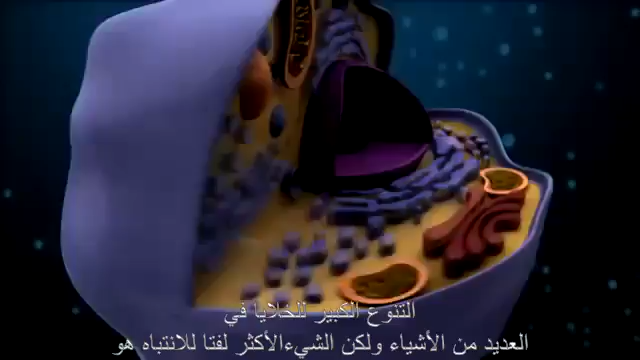 التنوع الكبير للخلايا في
العديد من الأشياء ولكن الشيءالأكثر لفتا للانتباه هو